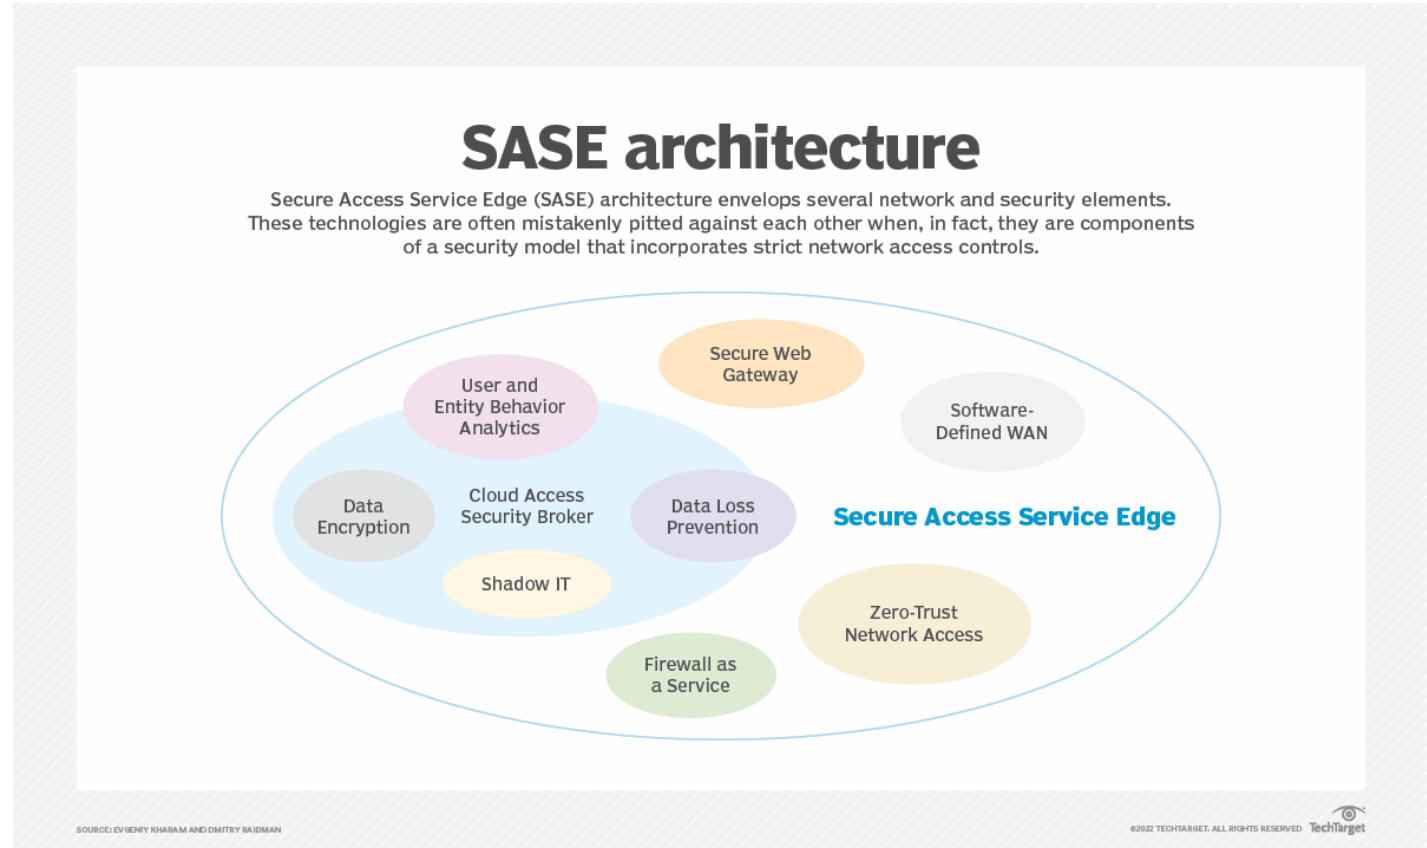 SASE architecture
Secure Access Service Edge (SASE) architecture envelops several network and security elements.
These technologies are often mistakenly pitted against each other when, in fact, they are components
of a security model that incorporates strict network access controls.
Secure Web
Gateway
User and
Entity Behavior
Analytics
Software-
Defined WAN
Data
Encryption
Cloud Access
Security Broker
Data Loss
Prevention
Secure Access Service Edge
Shadow IT
Zero-Trust
Network Access
Firewall as
a Service
SOURCE: EVGENIY KHARAM AND DMITRY RAIDMAN
©2022 TECHTARGET. ALL RIGHTS RESERVED TechTarget